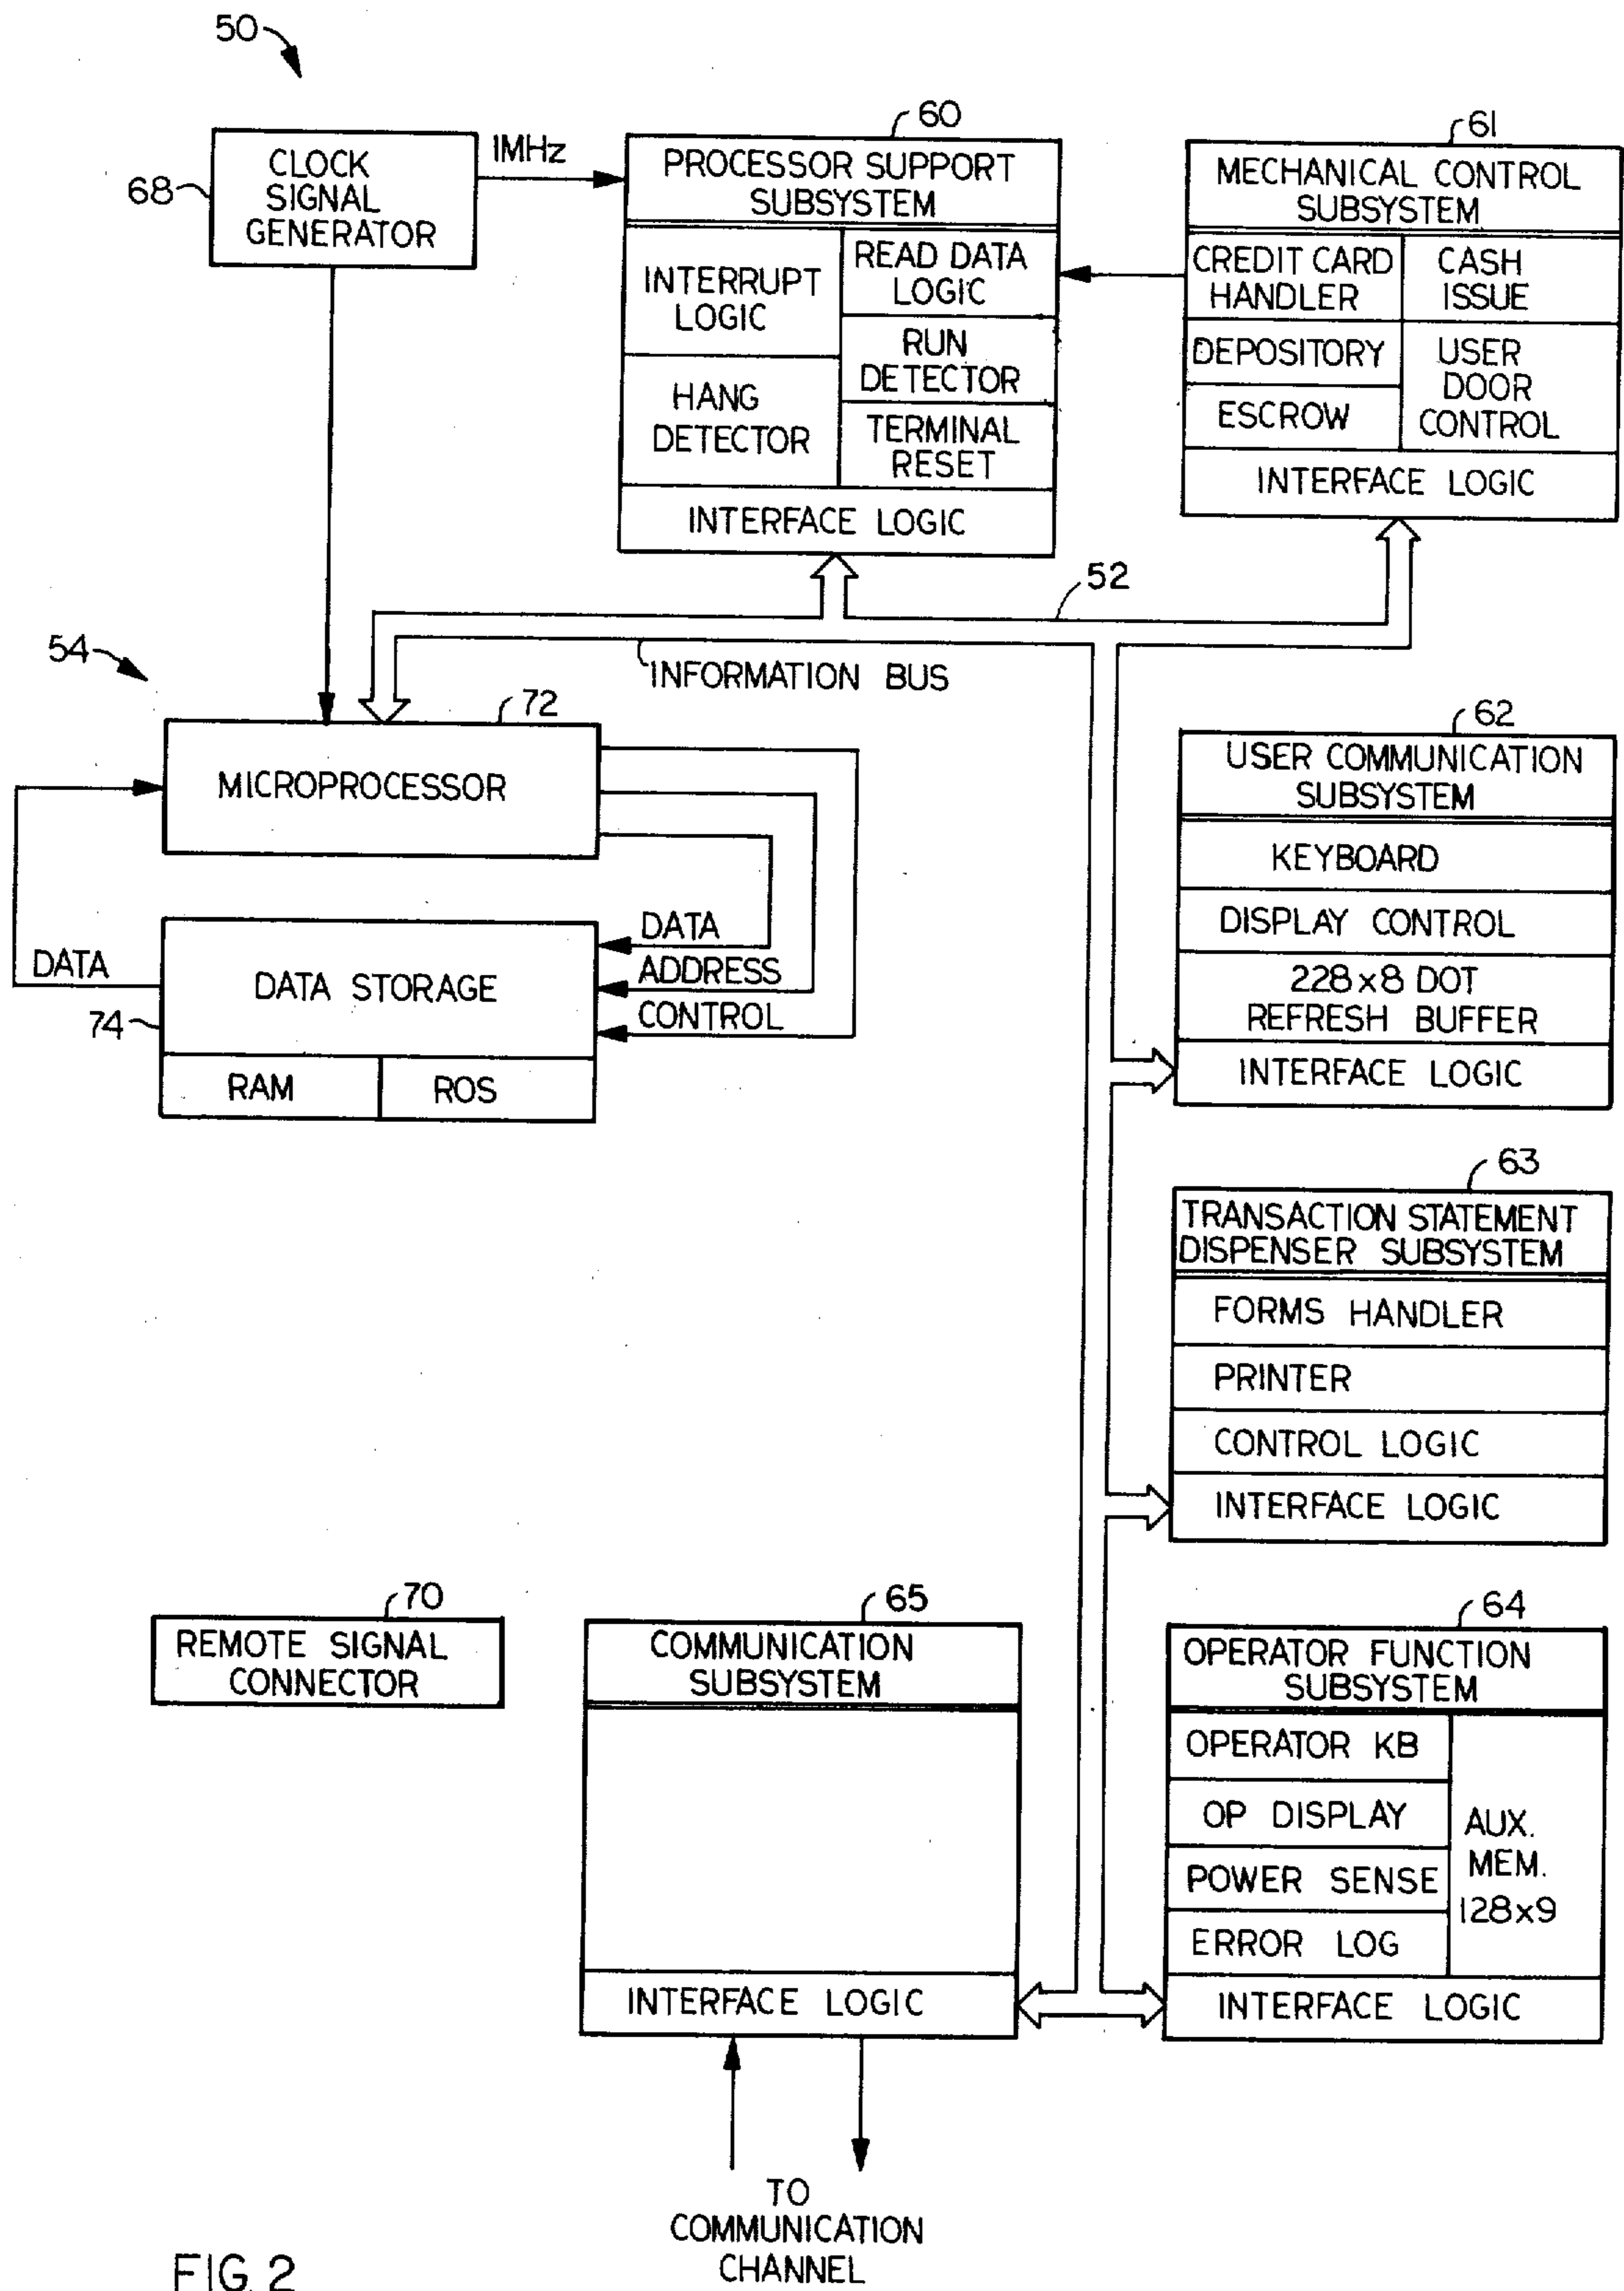 50
68
CLOCK
SIGNAL
GENERATOR
1MHz
60
PROCESSOR SUPPORT
SUBSYSTEM
INTERRUPT
LOGIC
READ DATA
LOGIC
RUN
DETECTOR
HANG
DETECTOR
TERMINAL
RESET
INTERFACE LOGIC
61
MECHANICAL CONTROL
SUBSYSTEM
CREDIT CARD
HANDLER
CASH
ISSUE
DEPOSITORY
USER
DOOR
CONTROL
ESCROW
INTERFACE LOGIC
52
INFORMATION BUS
54
72
MICROPROCESSOR
DATA
DATA
ADDRESS
CONTROL
DATA STORAGE
74
RAM
ROS
62
USER COMMUNICATION
SUBSYSTEM
KEYBOARD
DISPLAY CONTROL
228x8 DOT
REFRESH BUFFER
INTERFACE LOGIC
63
TRANSACTION STATEMENT
DISPENSER SUBSYSTEM
FORMS HANDLER
PRINTER
CONTROL LOGIC
INTERFACE LOGIC
70
REMOTE SIGNAL
CONNECTOR
65
COMMUNICATION
SUBSYSTEM
INTERFACE LOGIC
64
OPERATOR FUNCTION
SUBSYSTEM
OPERATOR KB
OP DISPLAY
POWER SENSE
ERROR LOG
AUX.
MEM.
128x9
INTERFACE LOGIC
TO
COMMUNICATION
CHANNEL
FIG. 2